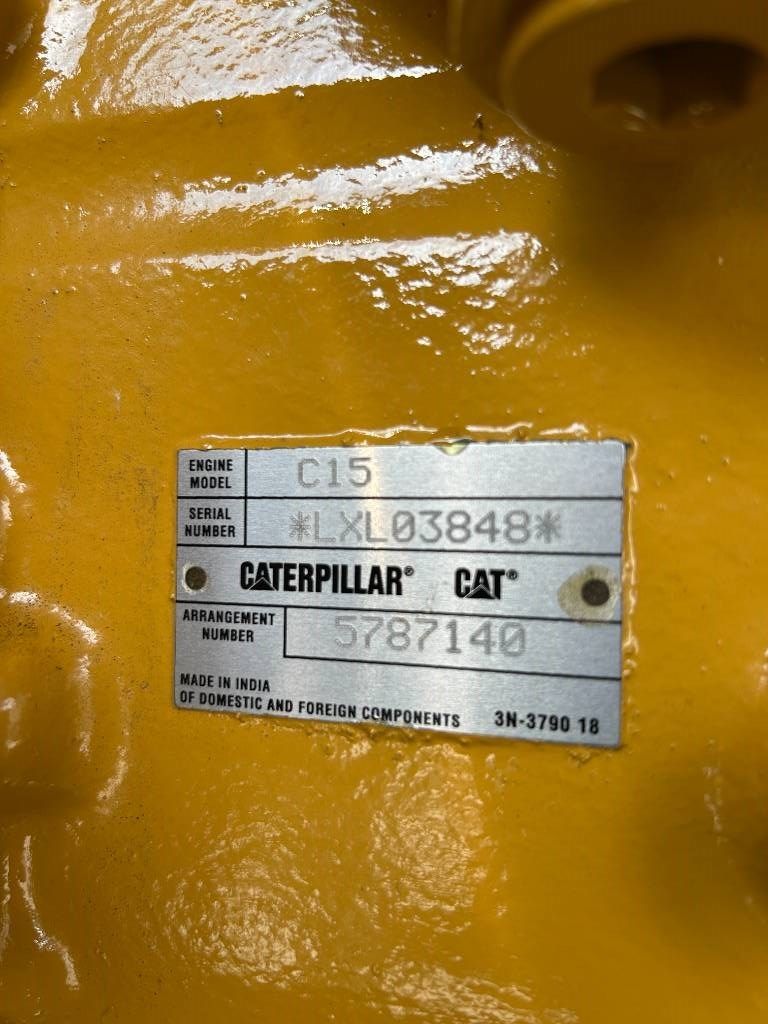 ENGINE MODEL C15
SERIAL NUMBER *LXL03848*
CATERPILLAR® CAT®
ARRANGEMENT NUMBER 5787140
MADE IN INDIA
OF DOMESTIC AND FOREIGN COMPONENTS 3N-3790 18